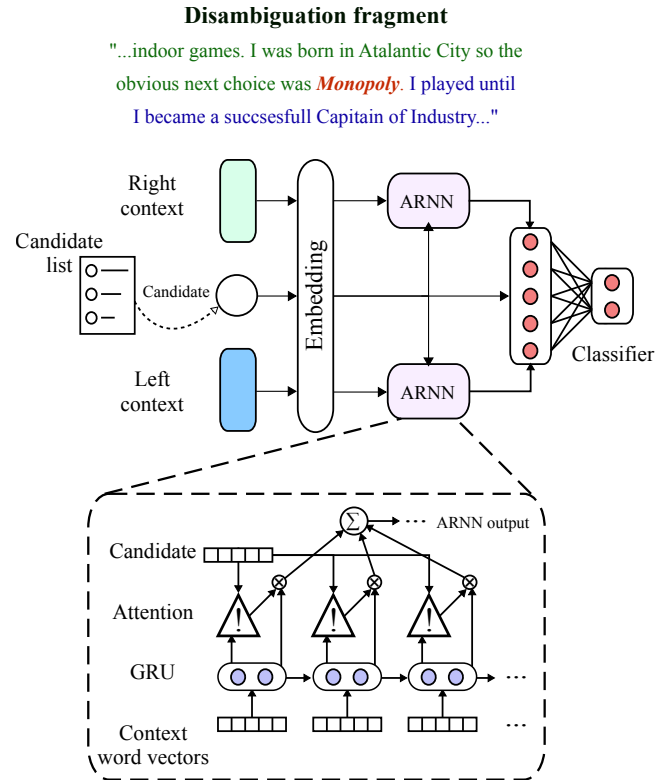 Disambiguation fragment
"...indoor games. I was born in Atalantic City so the
obvious next choice was Monopoly. I played until
I became a succsesfull Capitain of Industry..."
Right
context
ARNN
Candidate
list
Candidate
Embedding
Classifier
Left
context
ARNN
Σ
... ARNN output
Candidate
Attention
! ! !
GRU
...
Context
word vectors
...